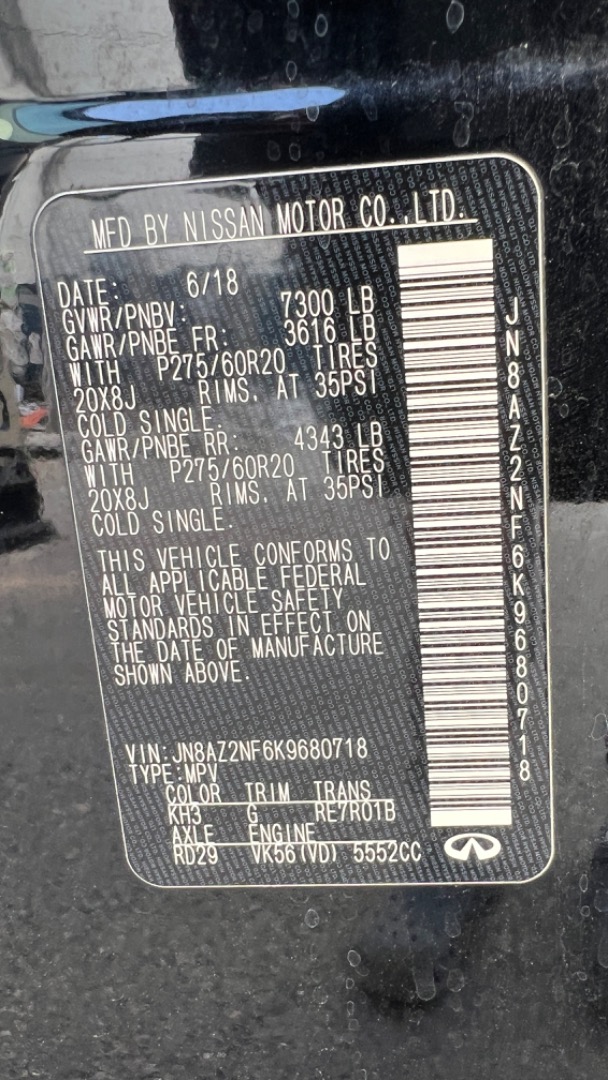 MFD BY NISSAN MOTOR CO.,LTD.
DATE: 6/18
GVWR/PNBV: 7300 LB
GAWR/PNBE FR: 3616 LB
WITH P275/60R20 TIRES
20X8J RIMS. AT 35PSI
COLD SINGLE.
GAWR/PNBE RR: 4343 LB
WITH P275/60R20 TIRES
20X8J RIMS. AT 35PSI
COLD SINGLE.
THIS VEHICLE CONFORMS TO
ALL APPLICABLE FEDERAL
MOTOR VEHICLE SAFETY
STANDARDS IN EFFECT ON
THE DATE OF MANUFACTURE
SHOWN ABOVE.
VIN:JN8AZ2NF6K9680718
TYPE:MPV
COLOR TRIM TRANS
KH3 G RE7R01B
AXLE ENGINE
RD29 VK56(VD) 5552CC
JN8AZ2NF6K9680718